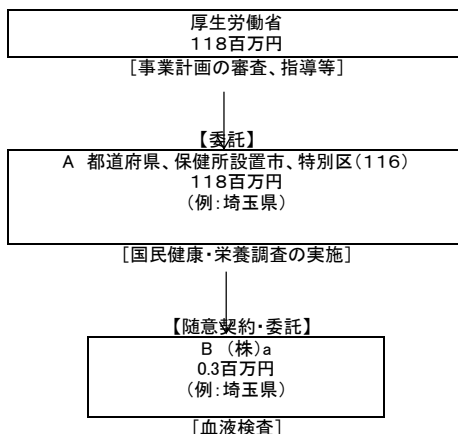 厚生労働省
118百万円
[事業計画の審査、指導等]
【委託】
A 都道府県、保健所設置市、特別区(116)
118百万円
(例:埼玉県)
[国民健康・栄養調査の実施]
【随意契約・委託】
B (株)a
0.3百万円
(例:埼玉県)
[血液検査]